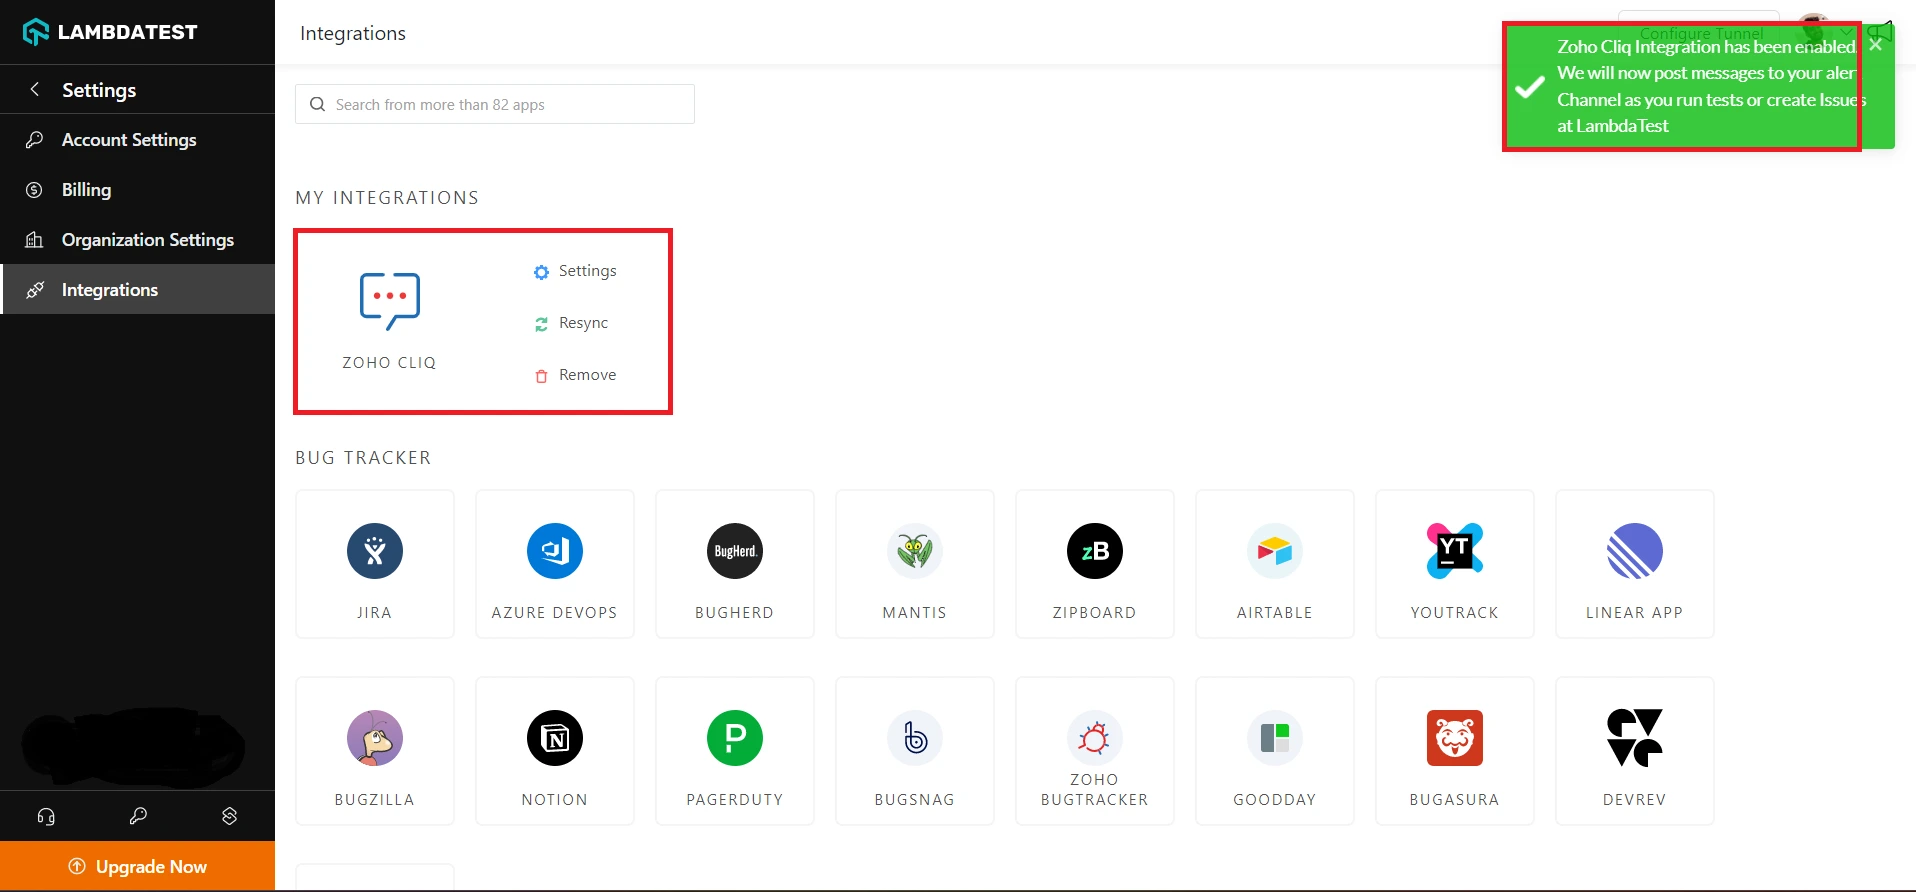 LAMBDATEST
Settings
Account Settings
Billing
Organization Settings
Integrations
Upgrade Now
Integrations
Configure Tunnel
Zoho Cliq Integration has been enabled.
We will now post messages to your alert
Channel as you run tests or create Issues
at LambdaTest
Search from more than 82 apps
MY INTEGRATIONS
ZOHO CLIQ
Settings
Resync
Remove
BUG TRACKER
JIRA
AZURE DEVOPS
BugHerd.
BUGHERD
MANTIS
zB
ZIPBOARD
AIRTABLE
YT
YOUTRACK
LINEAR APP
BUGZILLA
N
NOTION
P
PAGERDUTY
b
BUGSNAG
ZOHO
BUGTRACKER
GOODDAY
BUGASURA
DEVREV